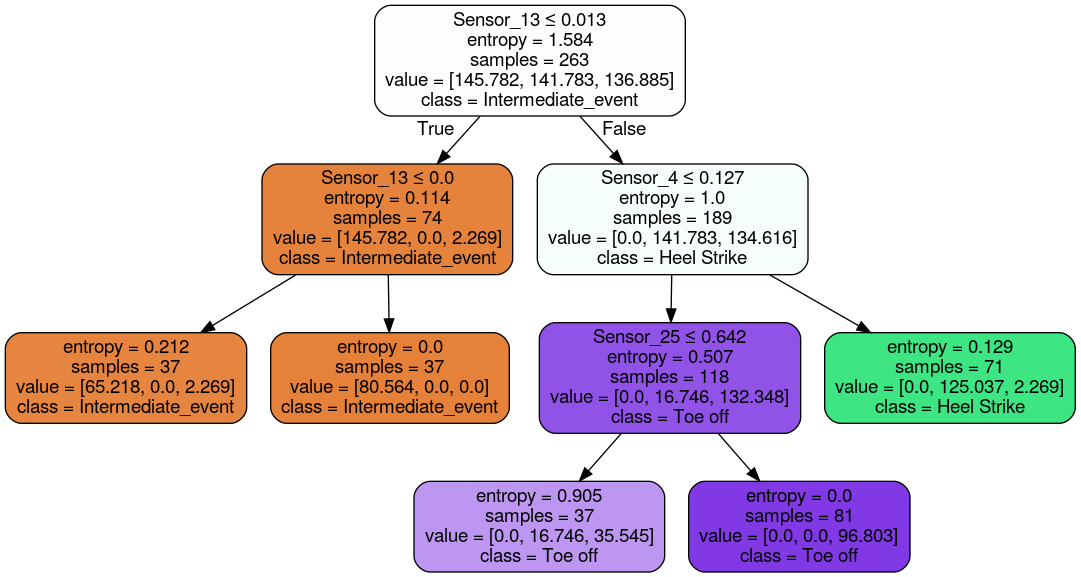 Sensor_13 ≤ 0.013
entropy = 1.584
samples = 263
value = [145.782, 141.783, 136.885]
class = Intermediate_event
True
False
Sensor_13 ≤ 0.0
entropy = 0.114
samples = 74
value = [145.782, 0.0, 2.269]
class = Intermediate_event
Sensor_4 ≤ 0.127
entropy = 1.0
samples = 189
value = [0.0, 141.783, 134.616]
class = Heel Strike
entropy = 0.212
samples = 37
value = [65.218, 0.0, 2.269]
class = Intermediate_event
entropy = 0.0
samples = 37
value = [80.564, 0.0, 0.0]
class = Intermediate_event
Sensor_25 ≤ 0.642
entropy = 0.507
samples = 118
value = [0.0, 16.746, 132.348]
class = Toe off
entropy = 0.129
samples = 71
value = [0.0, 125.037, 2.269]
class = Heel Strike
entropy = 0.905
samples = 37
value = [0.0, 16.746, 35.545]
class = Toe off
entropy = 0.0
samples = 81
value = [0.0, 0.0, 96.803]
class = Toe off